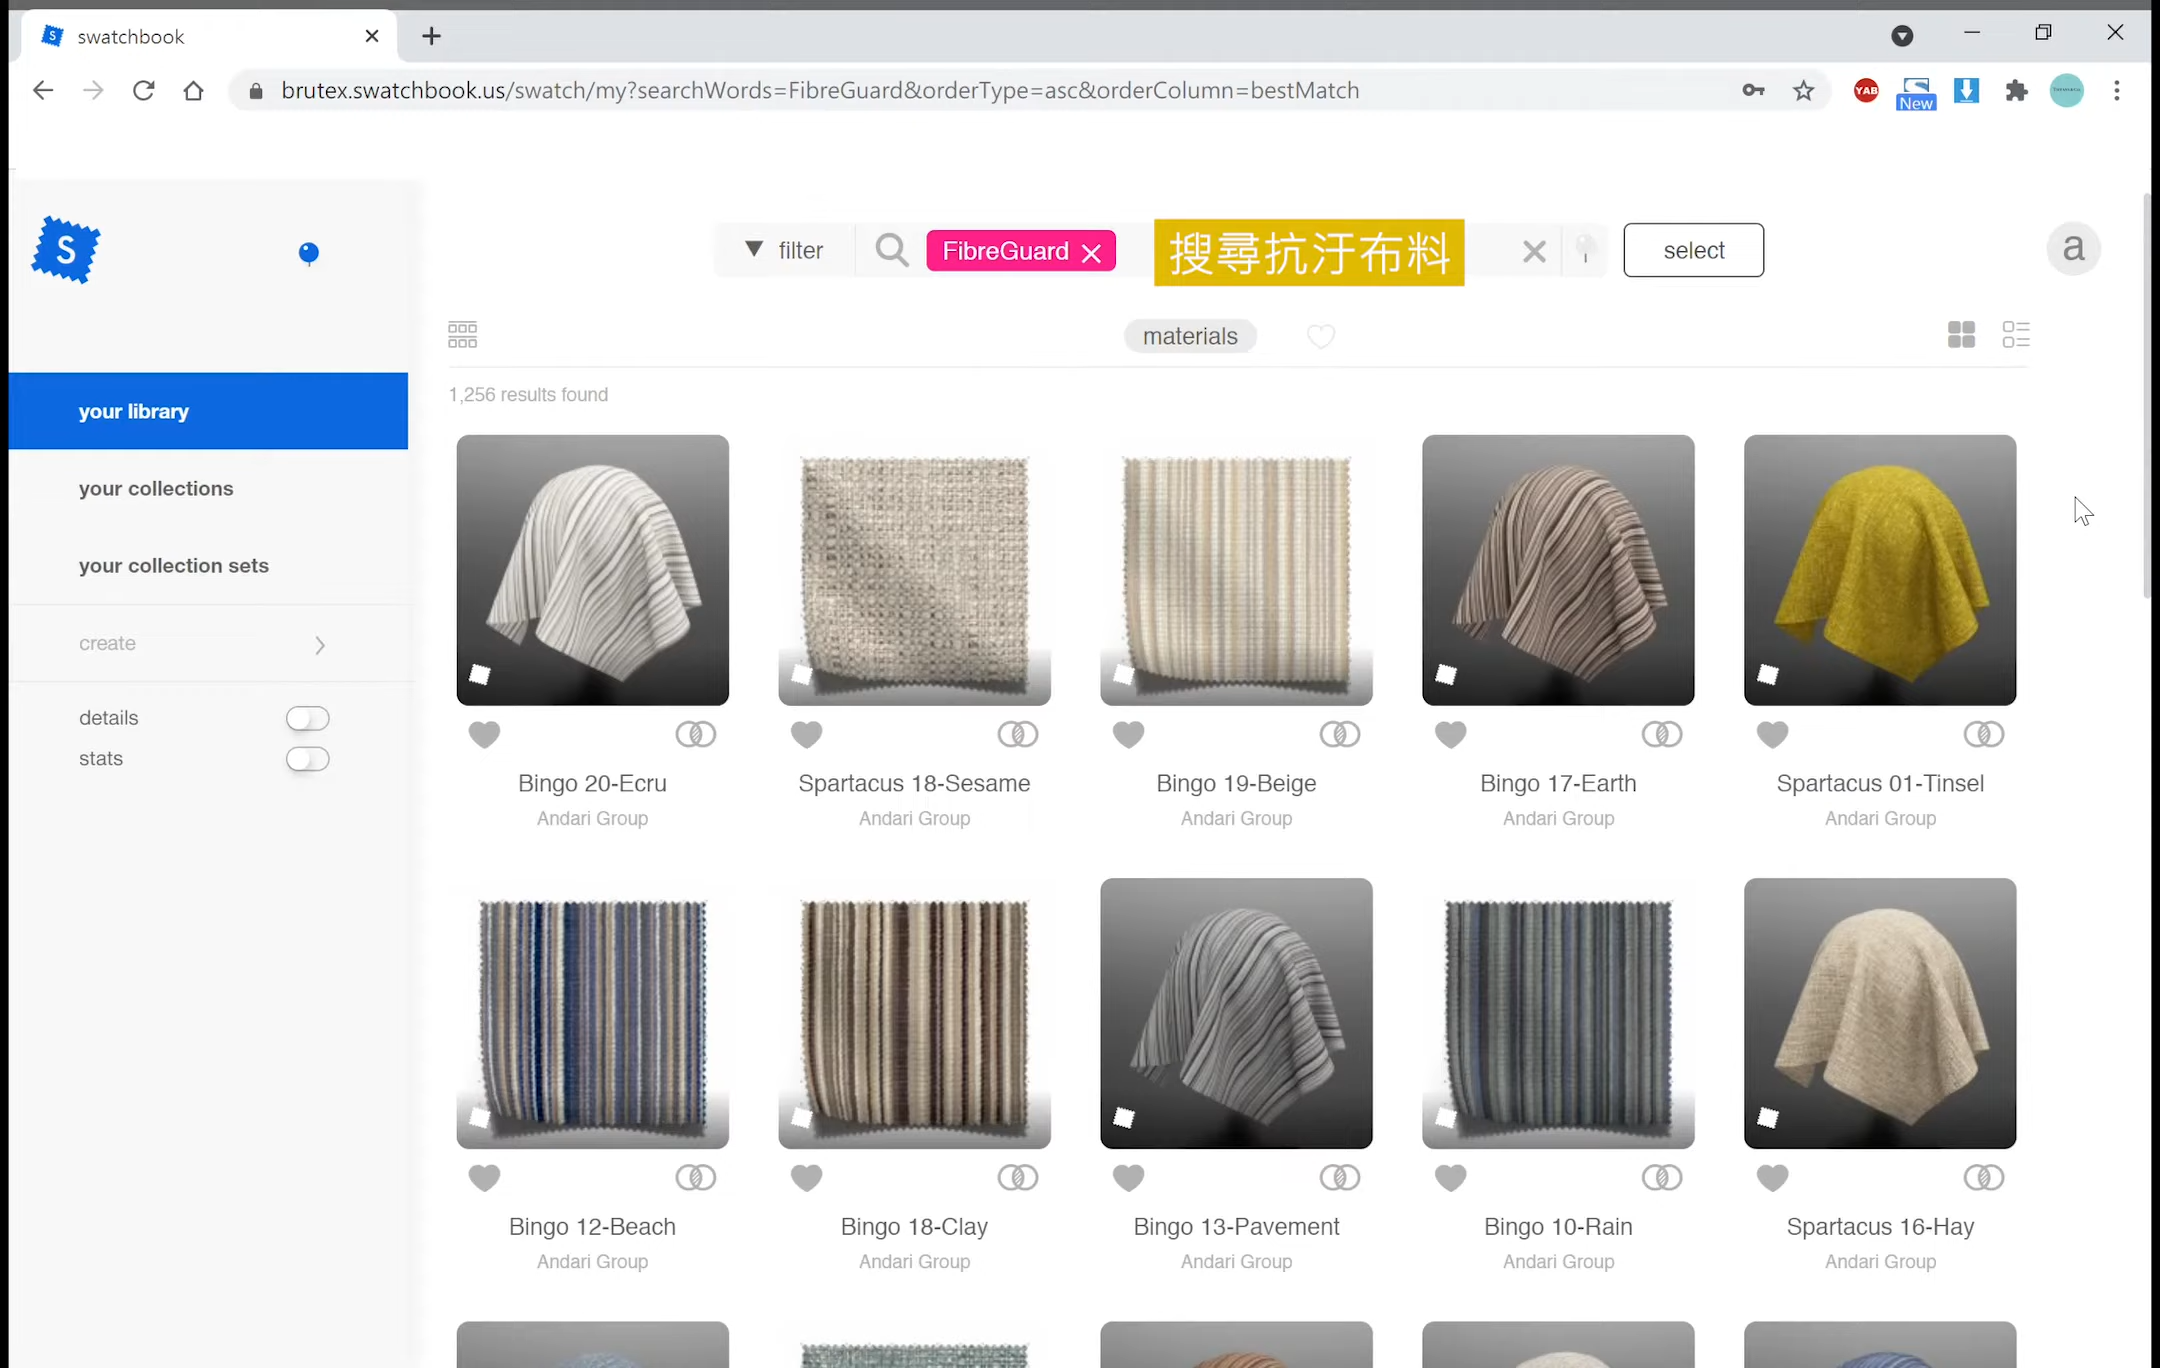 swatchbook
brutex.swatchbook.us/swatch/my?searchWords=FibreGuard&orderType=asc&orderColumn=bestMatch
YAB
New
S
filter
FibreGuard
搜尋抗汙布料
select
a
materials
1,256 results found
your library
your collections
your collection sets
create
details
stats
Bingo 20-Ecru
Andari Group
Spartacus 18-Sesame
Andari Group
Bingo 19-Beige
Andari Group
Bingo 17-Earth
Andari Group
Spartacus 01-Tinsel
Andari Group
Bingo 12-Beach
Andari Group
Bingo 18-Clay
Andari Group
Bingo 13-Pavement
Andari Group
Bingo 10-Rain
Andari Group
Spartacus 16-Hay
Andari Group